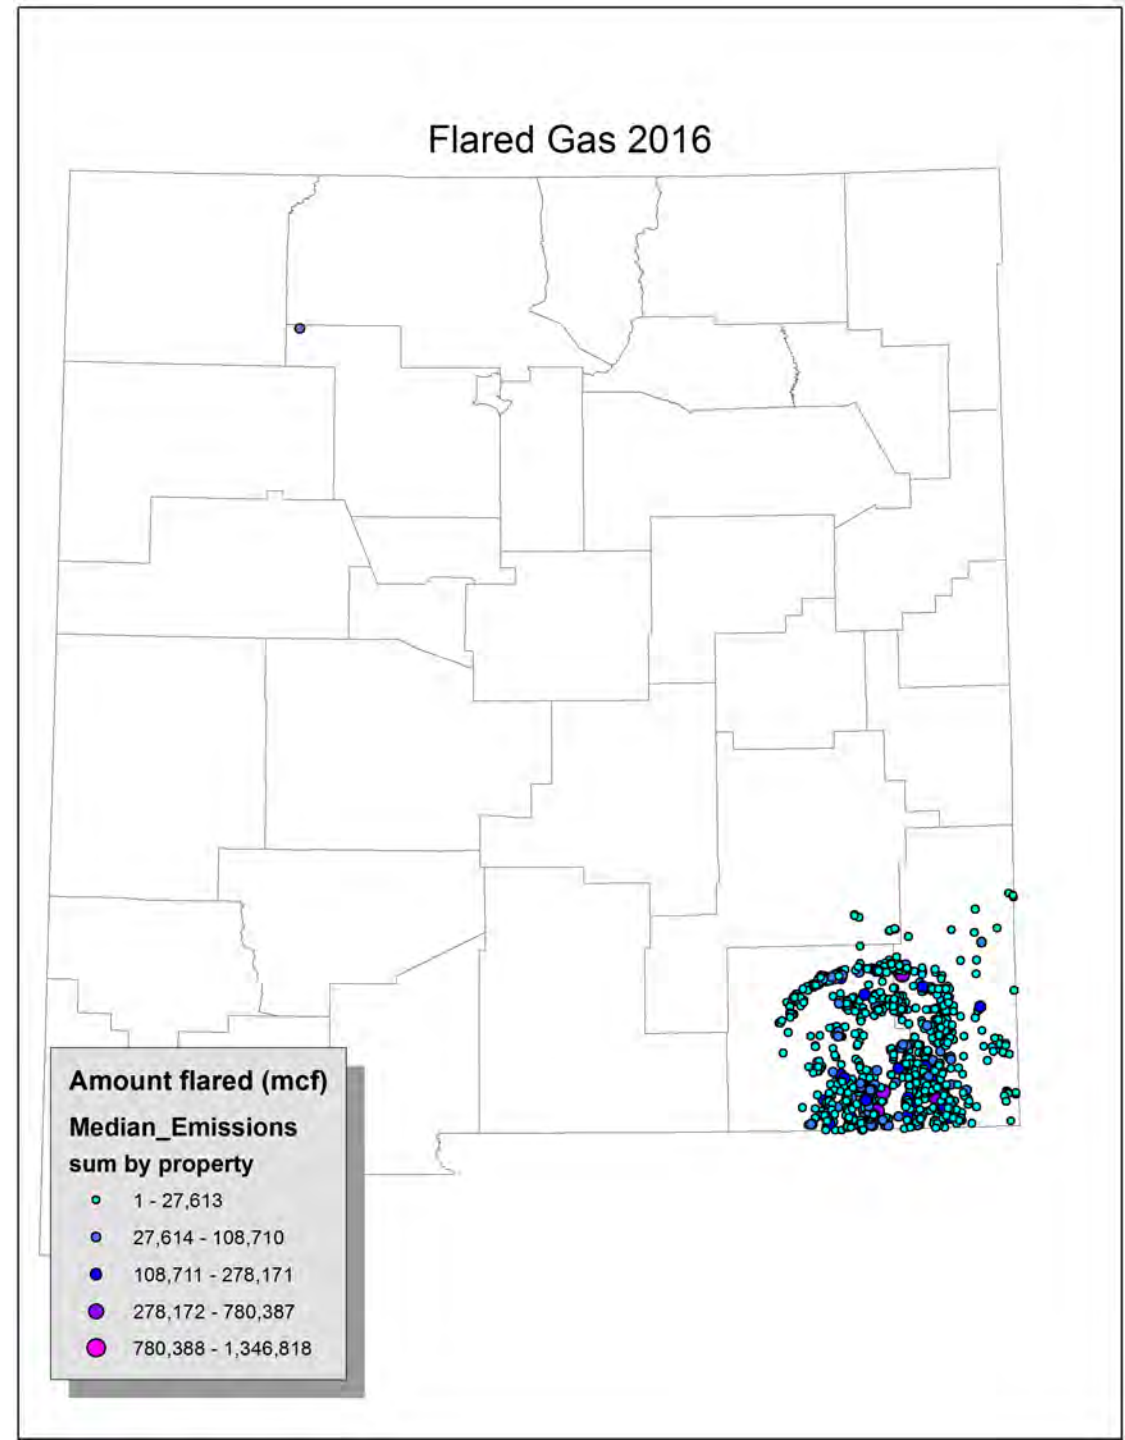 Flared Gas 2016
Amount flared (mcf)
Median_Emissions
sum by property
1 - 27,613
27,614 - 108,710
108,711 - 278,171
278,172 - 780,387
780,388 - 1,346,818